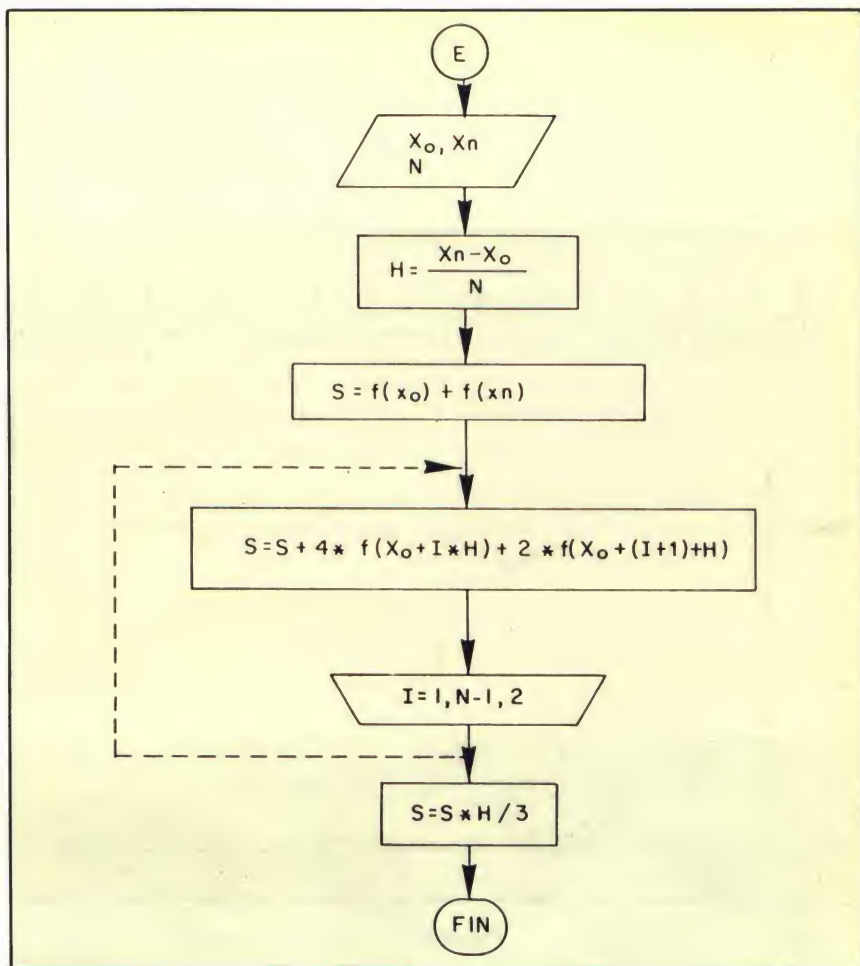 E
Xo, Xn
N
H = Xn-Xo / N
S = f(xo) + f(xn)
S=S+4* f(Xo+I*H)+ 2 *f(Xo+(I+1)+H)
I=1, N-1, 2
S=S*H/3
FIN